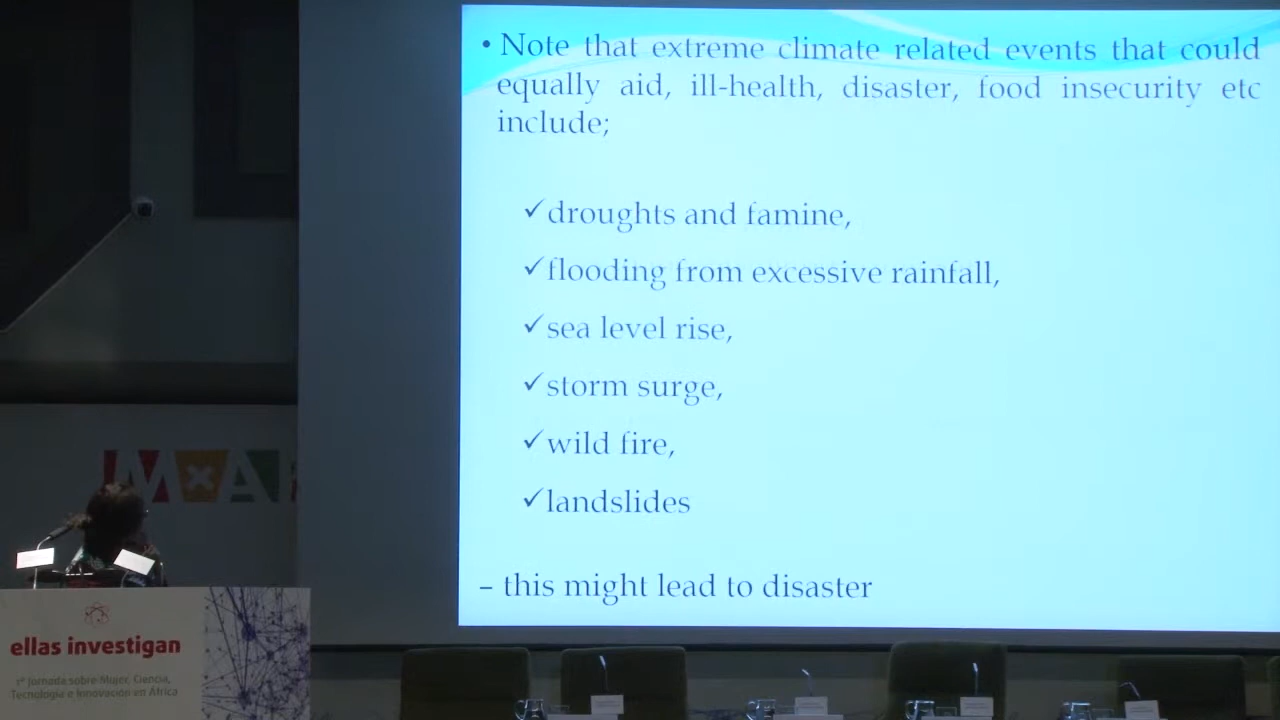 • Note that extreme climate related events that could
equally aid, ill-health, disaster, food insecurity etc
include;
✓droughts and famine,
✓flooding from excessive rainfall,
✓sea level rise,
✓storm surge,
✓wild fire,
✓landslides
– this might lead to disaster
M×A
ellas investigan
1ª Jornada sobre Mujer, Ciencia,
Tecnología e Innovación en África